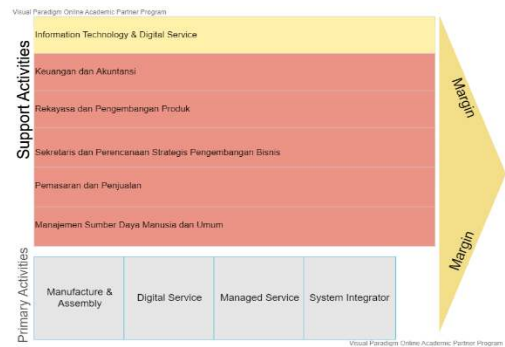 Visual Paradigm Online Academic Partner Program
Support Activities
Information Technology & Digital Service
Keuangan dan Akuntansi
Rekayasa dan Pengembangan Produk
Sekretaris dan Perencanaan Strategis Pengembangan Bisnis
Pemasaran dan Penjualan
Manajemen Sumber Daya Manusia dan Umum
Margin
Margin
Primary Activities
Manufacture &
Assembly
Digital Service
Managed Service
System Integrator
Visual Paradigm Online Academic Partner Program